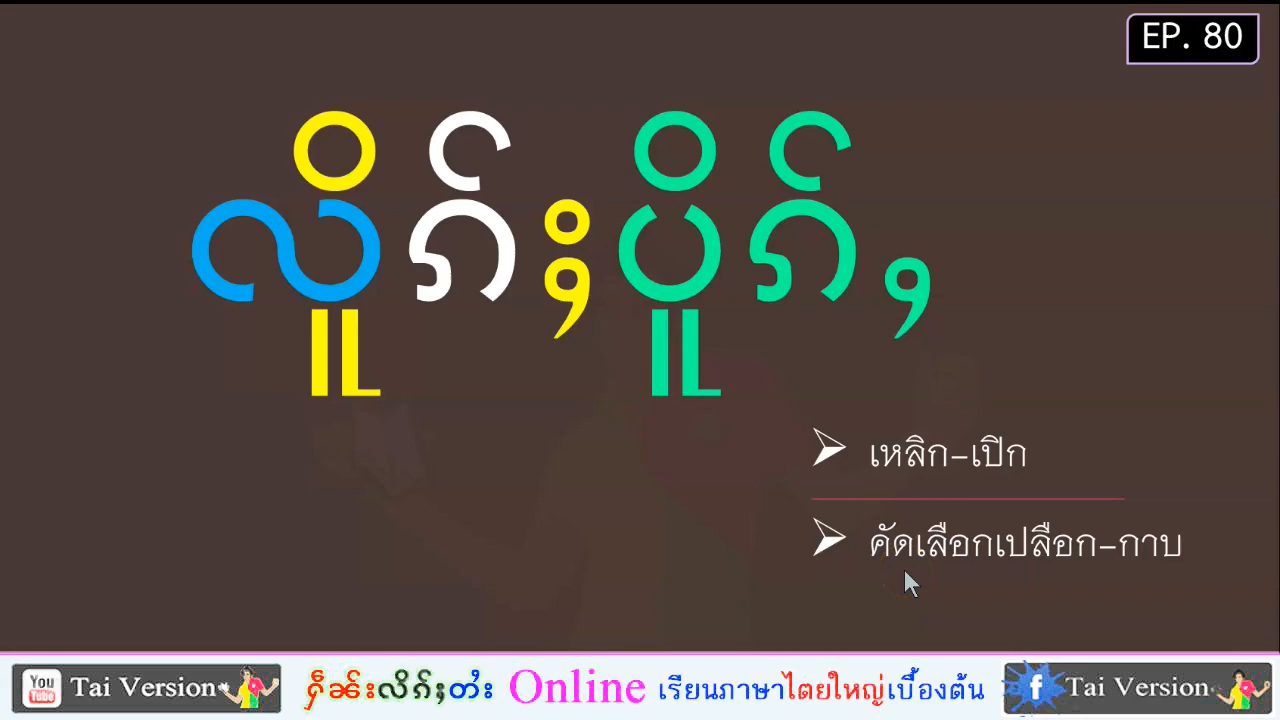 EP. 80
လိူၵ်ႈပိူၵ်ႇ
เหลิก-เปิก
คัดเลือกเปลือก-กาบ
You Tube Tai Version ႁဵၼ်းလိၵ်ႈတႆး Online เรียนภาษาไตยใหญ่เบื้องต้น f Tai Version